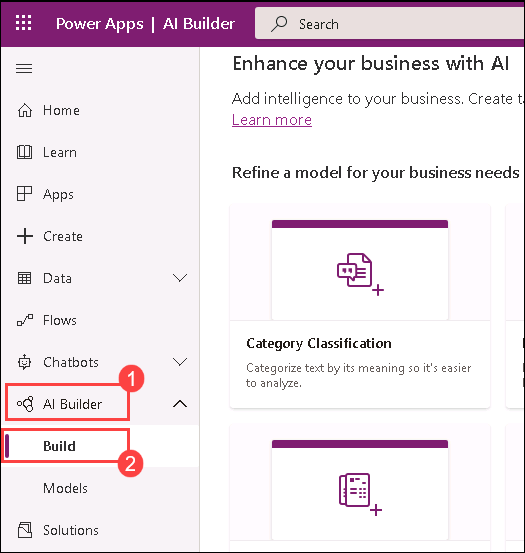 Power Apps | AI Builder
Search
Home
Learn
Apps
Create
Data
Flows
Chatbots
1
AI Builder
Build
2
Models
Solutions
Enhance your business with AI
Add intelligence to your business. Create
Learn more
Refine a model for your business needs
Category Classification
Categorize text by its meaning so it's easier
to analyze.